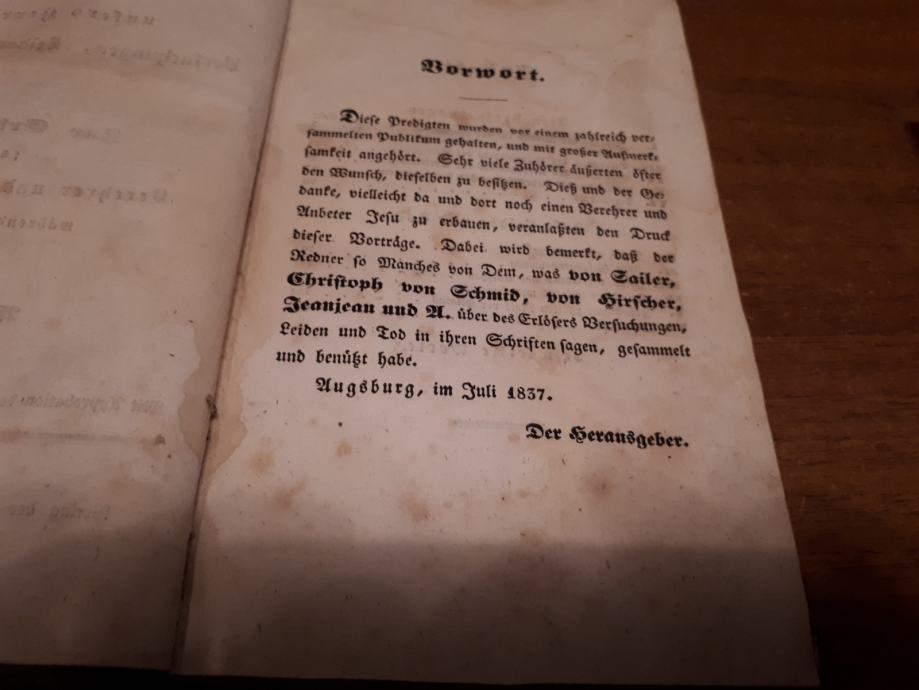 Vorwort.
Diese Predigten wurden vor einem zahlreich ver-
sammelten Publikum gehalten, und mit großer Aufmerk-
samkeit angehört. Sehr viele Zuhörer äußerten öfter
den Wunsch, dieselben zu besitzen. Dieß und der Ge-
danke, vielleicht da und dort noch einen Verehrer und
Anbeter Jesu zu erbauen, veranlaßten den Druck
dieser Vorträge. Dabei wird bemerkt, daß der
Redner so Manches von Dem, was von Sailer,
Christoph von Schmid, von Hirscher,
Jeanjean und A. über des Erlösers Versuchungen,
Leiden und Tod in ihren Schriften sagen, gesammelt
und benützt habe.
Augsburg, im Juli 1837.
Der Herausgeber.